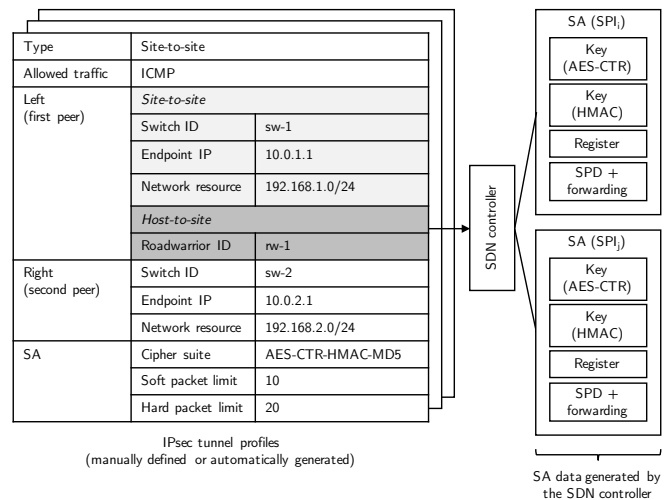 Type Site-to-site
Allowed traffic ICMP
Left
(first peer)
Site-to-site
Switch ID sw-1
Endpoint IP 10.0.1.1
Network resource 192.168.1.0/24
Host-to-site
Roadwarrior ID rw-1
Right
(second peer)
Switch ID sw-2
Endpoint IP 10.0.2.1
Network resource 192.168.2.0/24
SA
Cipher suite AES-CTR-HMAC-MD5
Soft packet limit 10
Hard packet limit 20
IPsec tunnel profiles
(manually defined or automatically generated)
SDN controller
SA (SPIi)
Key
(AES-CTR)
Key
(HMAC)
Register
SPD +
forwarding
SA (SPIj)
Key
(AES-CTR)
Key
(HMAC)
Register
SPD +
forwarding
SA data generated by
the SDN controller